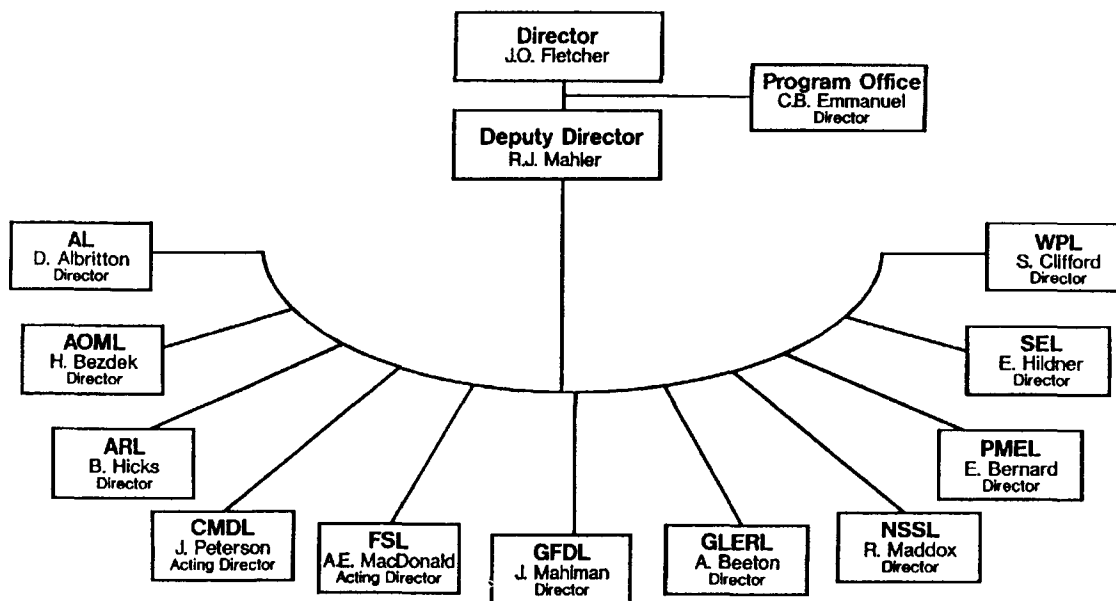 Director
J.O. Fletcher
Program Office
C.B. Emmanuel
Director
Deputy Director
R.J. Mahler
AL
D. Albritton
Director
WPL
S. Clifford
Director
AOML
H. Bezdek
Director
SEL
E. Hildner
Director
ARL
B. Hicks
Director
PMEL
E. Bernard
Director
CMDL
J. Peterson
Acting Director
FSL
A.E. MacDonald
Acting Director
GFDL
J. Mahlman
Director
GLERL
A. Beeton
Director
NSSL
R. Maddox
Director